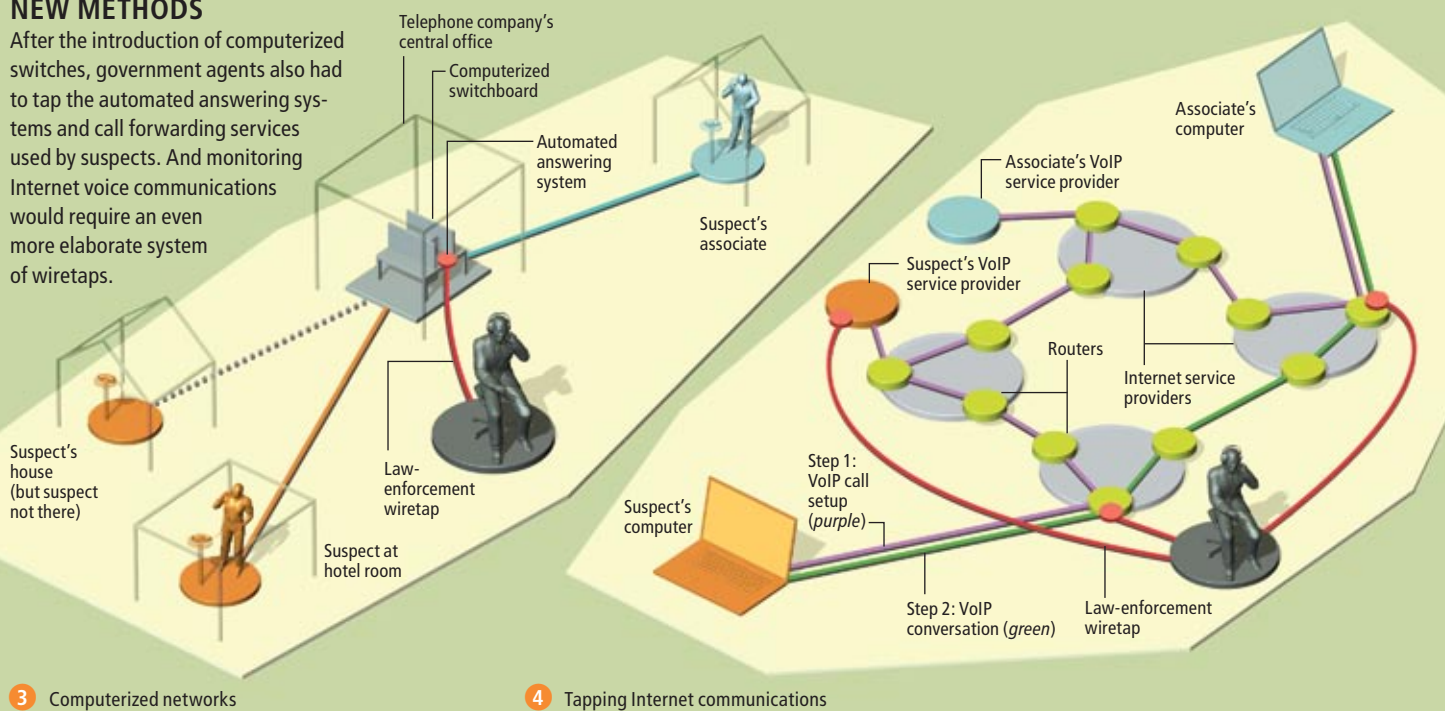 NEW METHODS
After the introduction of computerized
switches, government agents also had
to tap the automated answering sys-
tems and call forwarding services
used by suspects. And monitoring
Internet voice communications
would require an even
more elaborate system
of wiretaps.
Telephone company's
central office
Computerized
switchboard
Automated
answering
system
Suspect's
associate
Suspect's
house
(but suspect
not there)
Law-
enforcement
wiretap
Suspect at
hotel room
3 Computerized networks
Associate's
computer
Associate's VoIP
service provider
Suspect's VoIP
service provider
Routers
Internet service
providers
Step 1:
VoIP call
setup
(purple)
Suspect's
computer
Step 2: VoIP
conversation (green)
Law-enforcement
wiretap
4 Tapping Internet communications